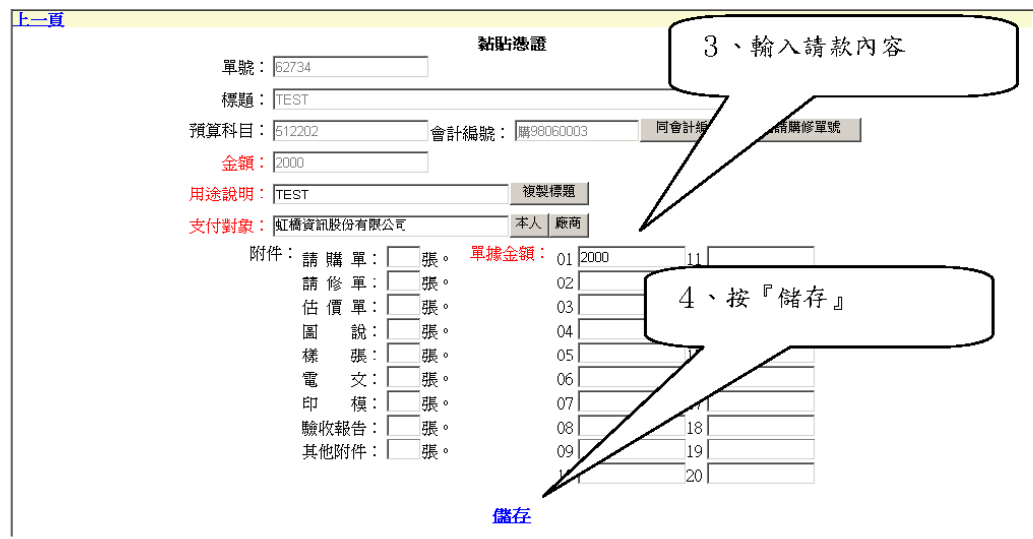 上一頁
黏貼憑證
3、輸入請款內容
單號：62734
標題：TEST
預算科目：512202 會計編號：購98060003 同會計編 請購修單號
金額：2000
用途說明：TEST 複製標題
支付對象：虹橋資訊股份有限公司 本人 廠商
附件：請購單： 張。 單據金額：01 2000 11
請修單： 張。 02
4、按『儲存』
估價單： 張。 03
圖說： 張。 04
樣張： 張。 05
電文： 張。 06
印模： 張。 07
驗收報告： 張。 08 18
其他附件： 張。 09 19
20
儲存